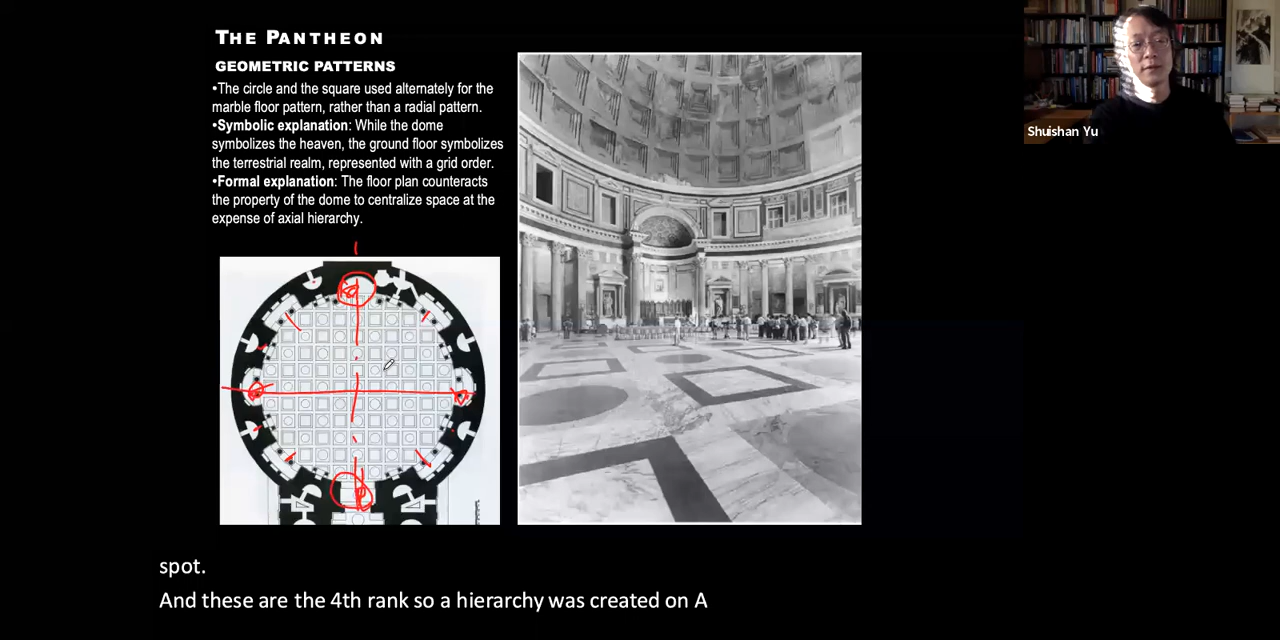 THE PANTHEON
GEOMETRIC PATTERNS
•The circle and the square used alternately for the
marble floor pattern, rather than a radial pattern.
•Symbolic explanation: While the dome
symbolizes the heaven, the ground floor symbolizes
the terrestrial realm, represented with a grid order.
•Formal explanation: The floor plan counteracts
the property of the dome to centralize space at the
expense of axial hierarchy.
Shuishan Yu
spot.
And these are the 4th rank so a hierarchy was created on A